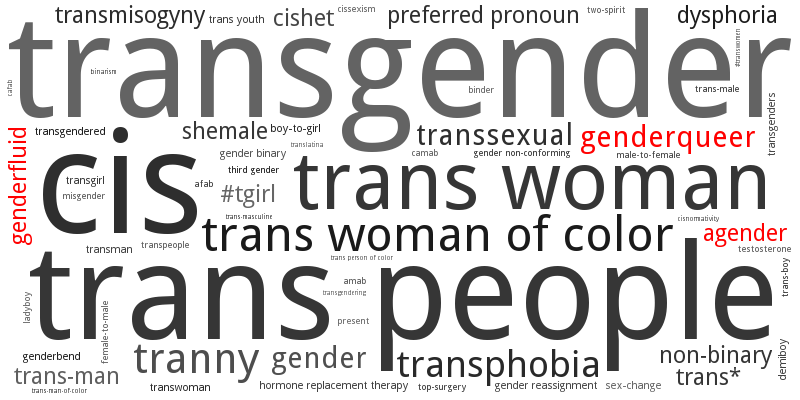 transmisogyny
trans youth
cishet
cissexism
preferred pronoun
two-spirit
dysphoria
transgender
cafab
binarism
binder
trans-male
#transwomen
transgenders
transgendered
shemale
boy-to-girl
translatina
transsexual
genderqueer
genderfluid
cis
gender binary
camab
gender non-conforming
male-to-female
third gender
transgirl
misgender
afab
#tgirl
trans woman
trans-masculine
cisnormativity
trans woman of color
agender
transman
transpeople
testosterone
trans person of color
trans people
amab
transgendering
trans-boy
ladyboy
female-to-male
present
genderbend
tranny
gender
transphobia
non-binary
demiboy
trans-man
trans*
trans-man-of-color
transwoman
hormone replacement therapy
top-surgery
gender reassignment
sex-change